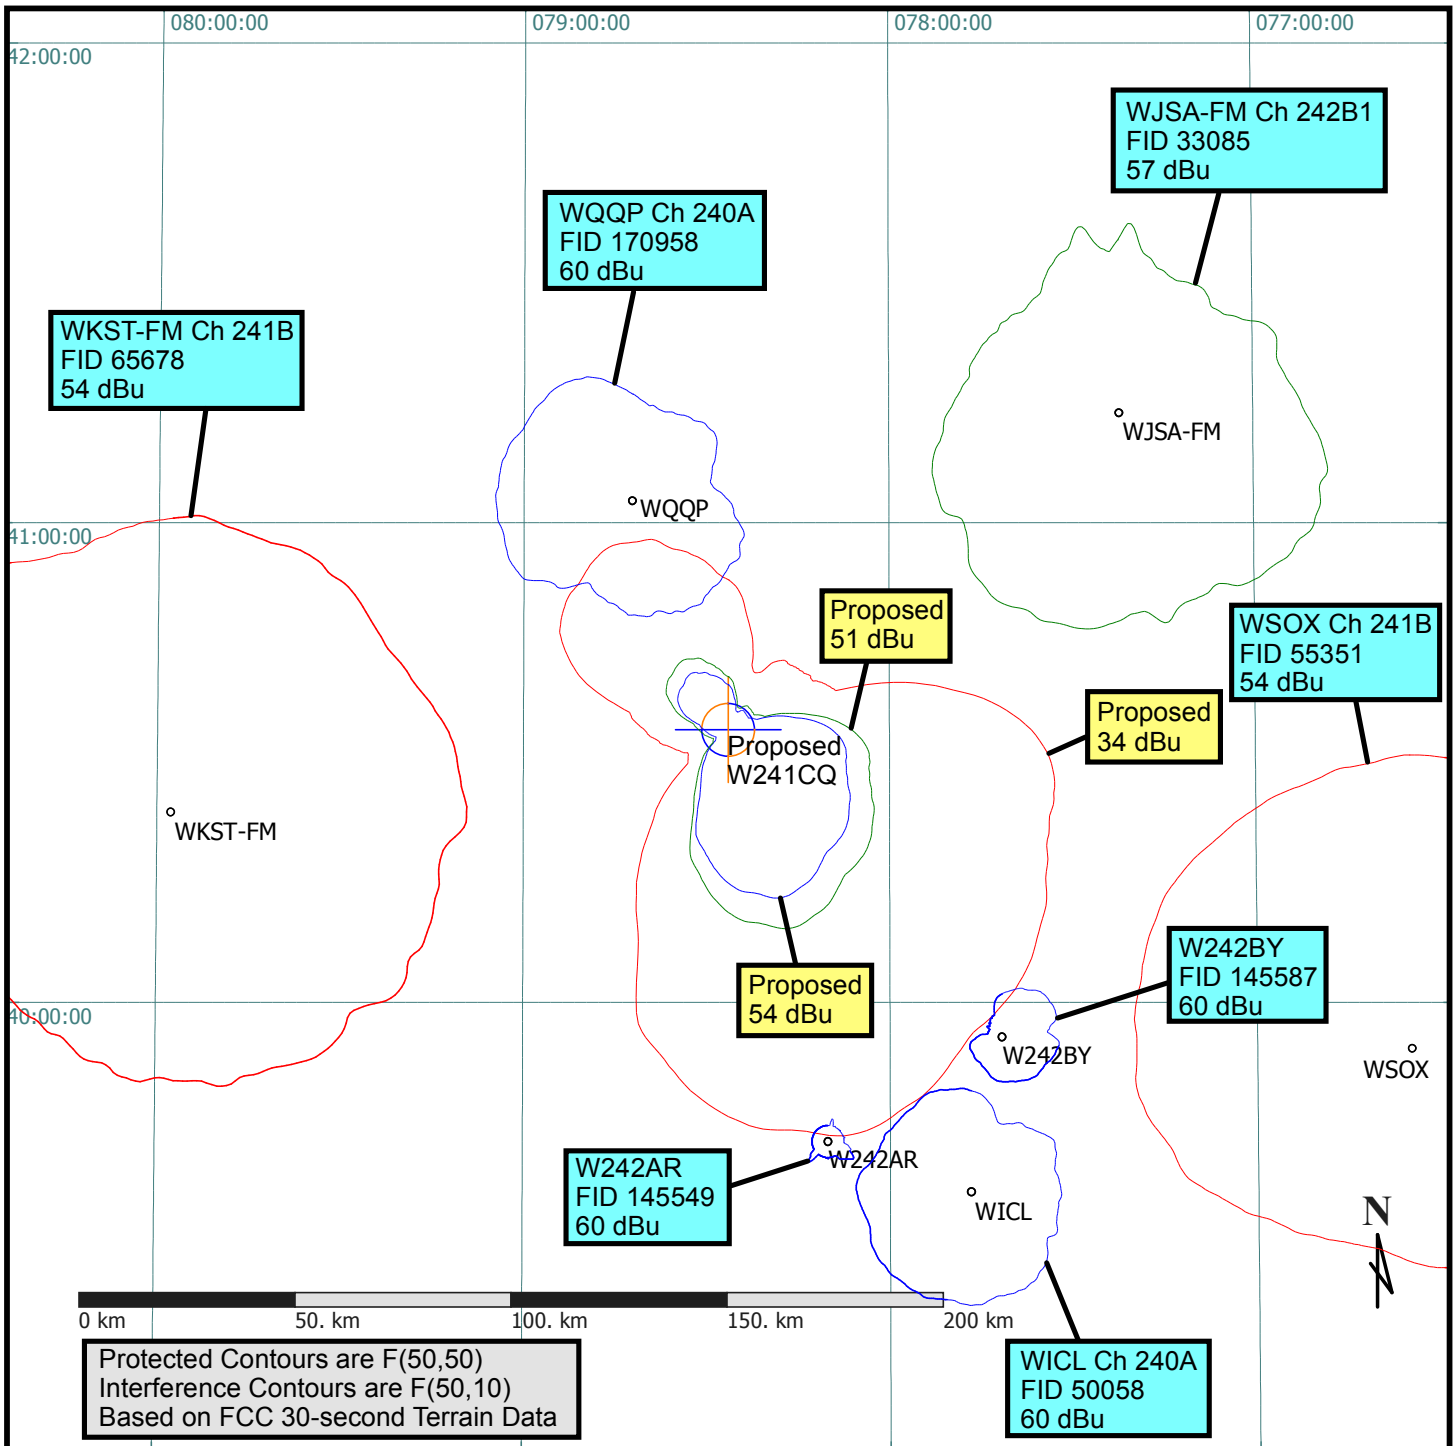 080:00:00
079:00:00
078:00:00
077:00:00
42:00:00
WJSA-FM Ch 242B1
FID 33085
57 dBu
WQQP Ch 240A
FID 170958
60 dBu
WKST-FM Ch 241B
FID 65678
54 dBu
WJSA-FM
WQQP
41:00:00
Proposed
51 dBu
WSOX Ch 241B
FID 55351
54 dBu
Proposed
34 dBu
Proposed
W241CQ
WKST-FM
W242BY
FID 145587
60 dBu
Proposed
54 dBu
40:00:00
W242BY
WSOX
W242AR
W242AR
FID 145549
60 dBu
WICL
N
0 km
50. km
100. km
150. km
200 km
Protected Contours are F(50,50)
Interference Contours are F(50,10)
Based on FCC 30-second Terrain Data
WICL Ch 240A
FID 50058
60 dBu